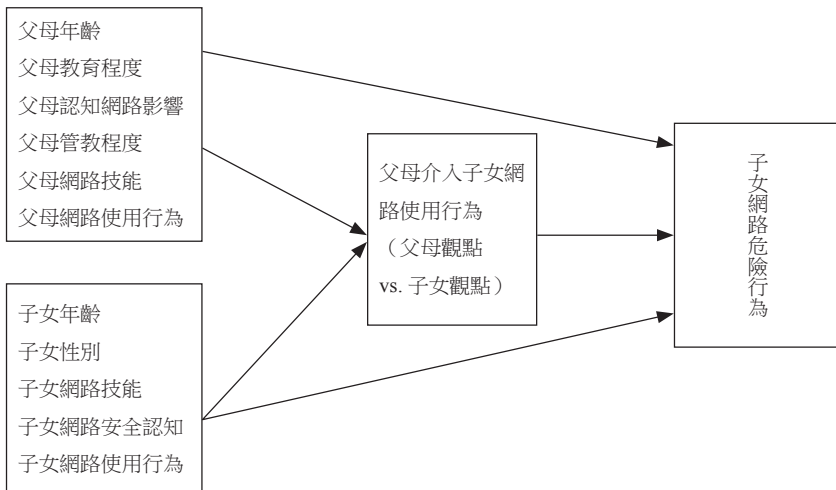 父母年齡
父母教育程度
父母認知網路影響
父母管教程度
父母網路技能
父母網路使用行為
子女年齡
子女性別
子女網路技能
子女網路安全認知
子女網路使用行為
父母介入子女網
路使用行為
（父母觀點
vs. 子女觀點）
子女網路危險行為